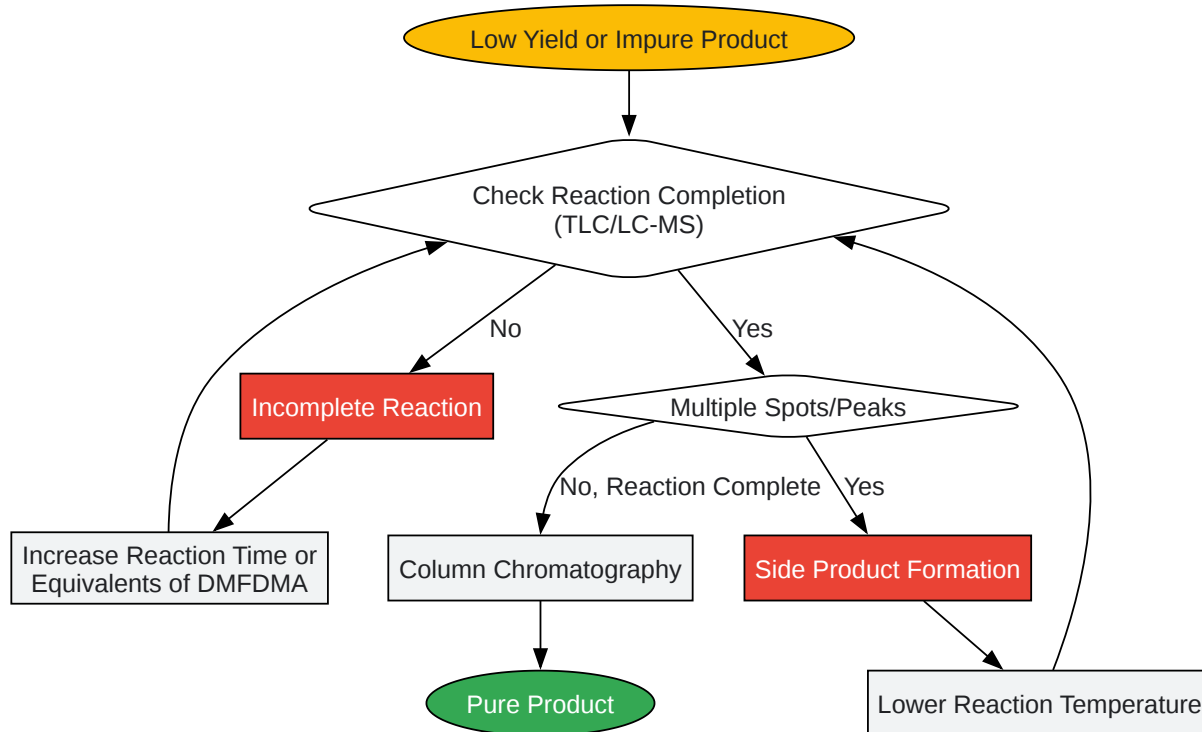 Low Yield or Impure Product
Check Reaction Completion
(TLC/LC-MS)
No
Yes
Incomplete Reaction
Multiple Spots/Peaks
No, Reaction Complete
Yes
Increase Reaction Time or
Equivalents of DMFDMA
Column Chromatography
Side Product Formation
Pure Product
Lower Reaction Temperature